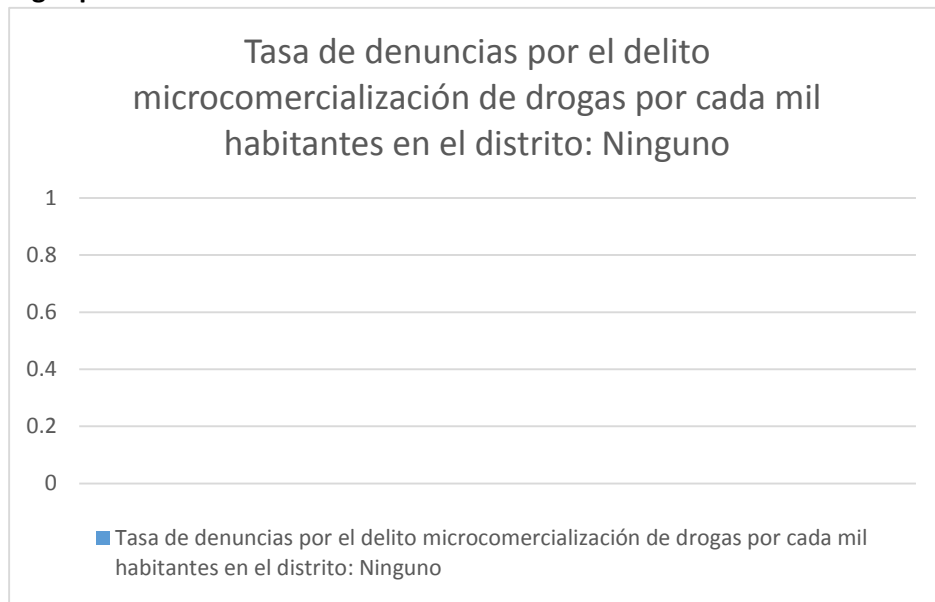 Tasa de denuncias por el delito
microcomercialización de drogas por cada mil
habitantes en el distrito: Ninguno
1
0.8
0.6
0.4
0.2
0
Tasa de denuncias por el delito microcomercialización de drogas por cada mil
habitantes en el distrito: Ninguno